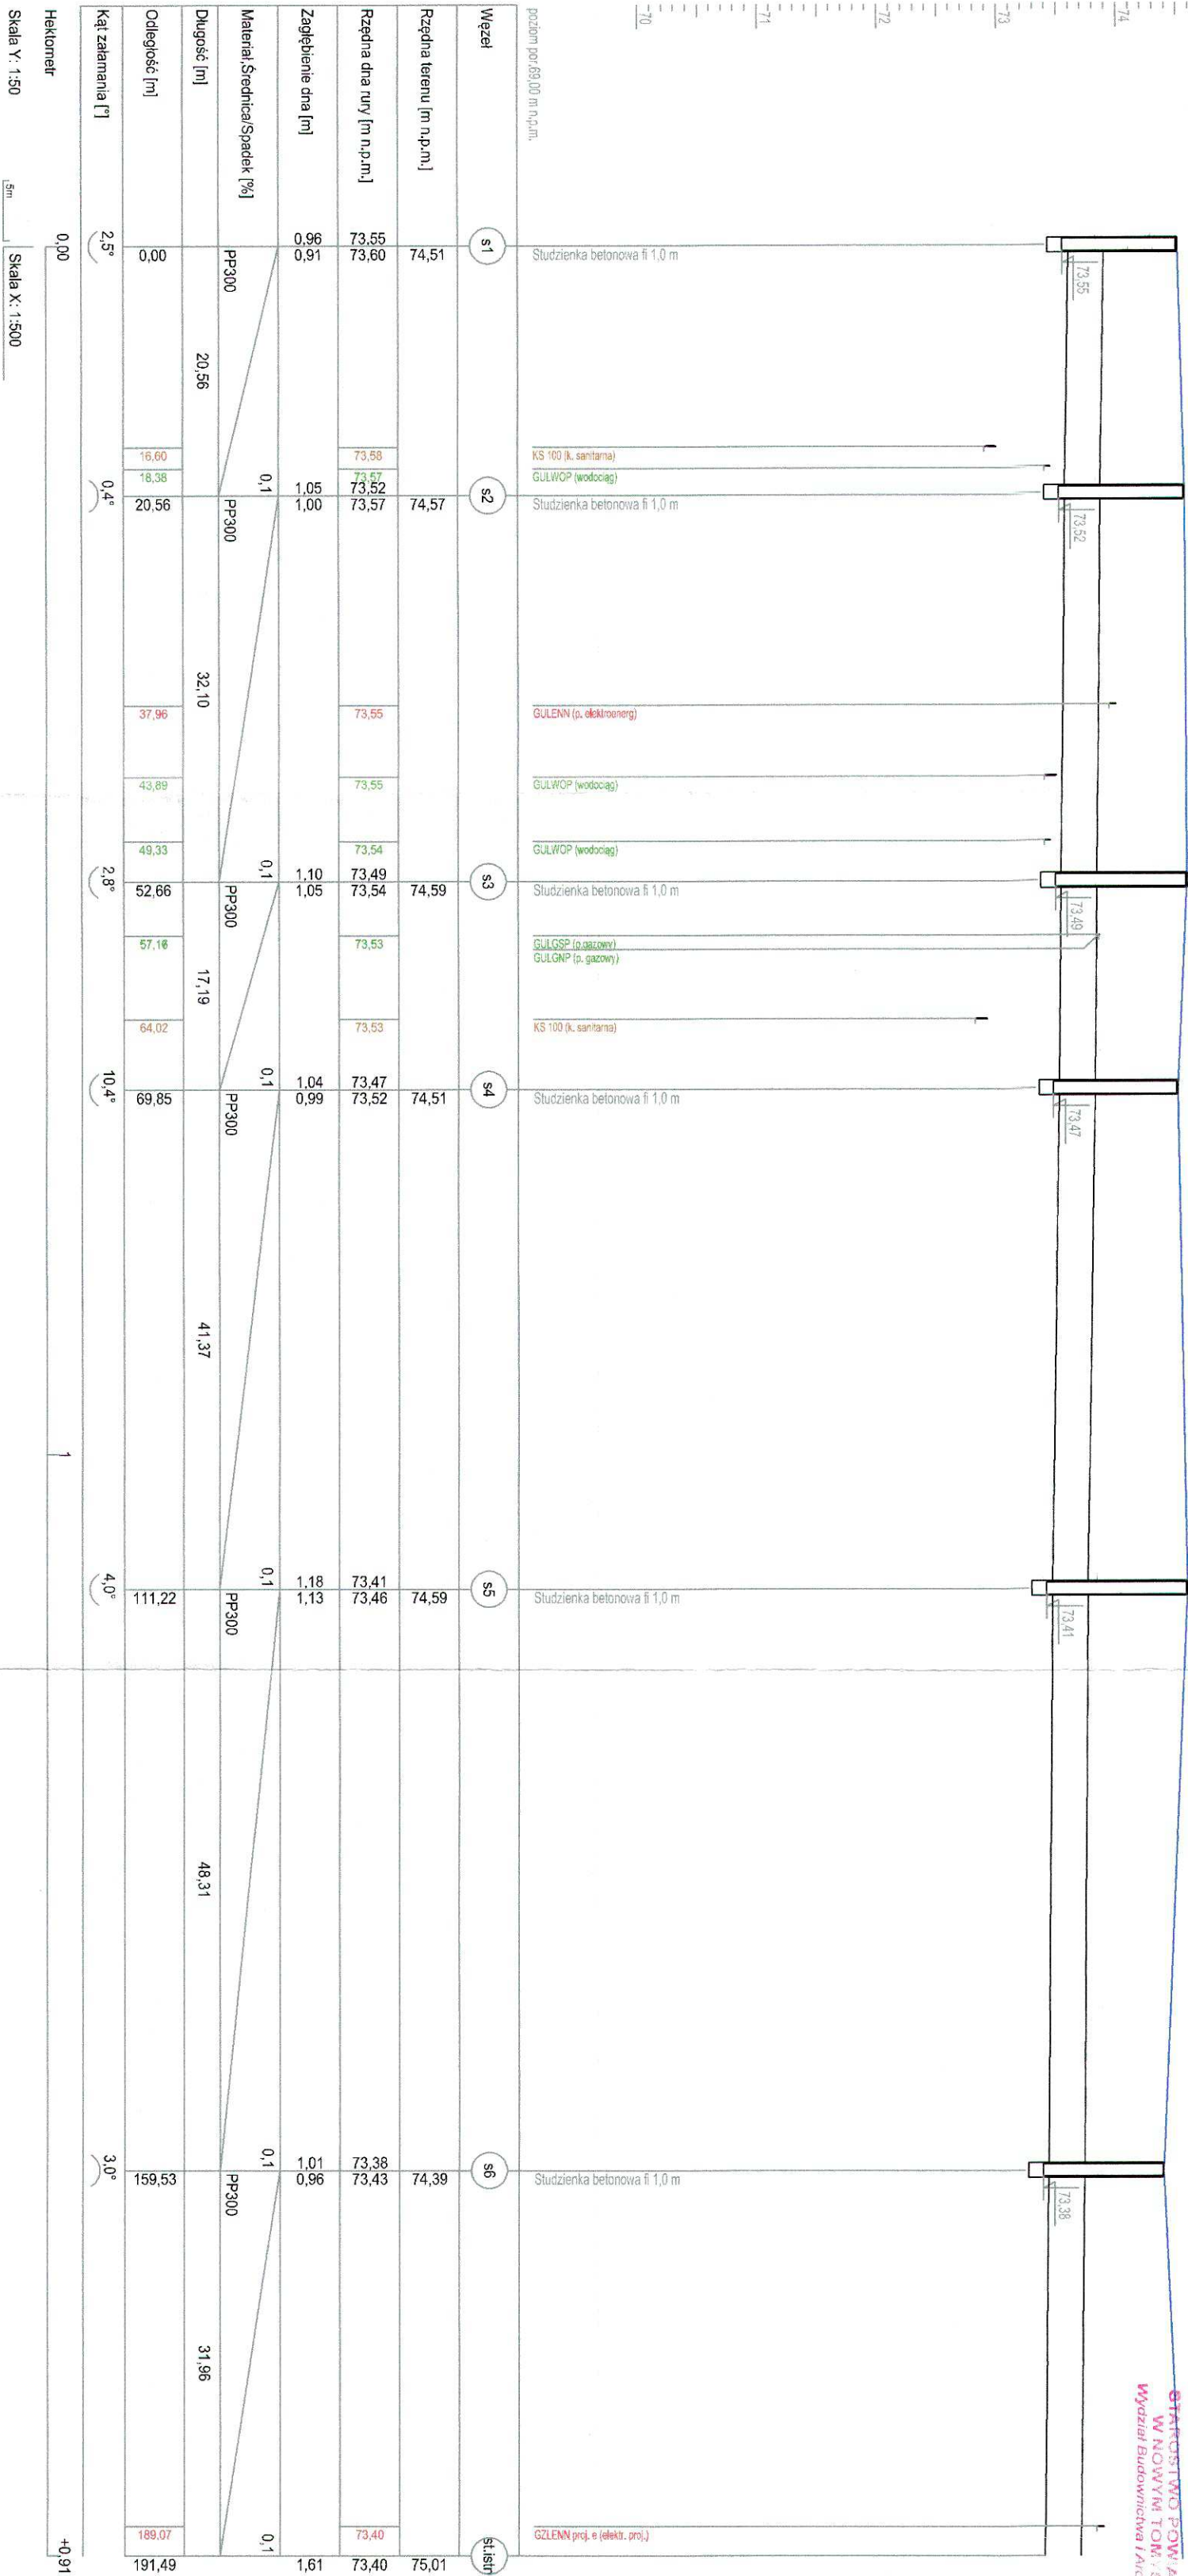 74
73
72
71
70
73,55
73,52
73,49
73,47
73,41
73,38
poziom por.69,00 m n.p.m.
Studzienka betonowa fi 1,0 m
KS 160 (k. sanitarna)
GULWOP (wodociąg)
Studzienka betonowa fi 1,0 m
GULENN (p. elektroenerg)
GULWOP (wodociąg)
GULWOP (wodociąg)
Studzienka betonowa fi 1,0 m
GULGSP (p.gazowy)
GULGNP (p. gazowy)
KS 100 (k. sanitarna)
Studzienka betonowa fi 1,0 m
Studzienka betonowa fi 1,0 m
Studzienka betonowa fi 1,0 m
GZLENN proj. e (elektr. proj.)
Węzeł s1 s2 s3 s4 s5 s6 st.istn
Rzędna terenu [m n.p.m.] 74,51 74,57 74,59 74,51 74,59 74,39 75,01
Rzędna dna rury [m n.p.m.] 73,55 73,60 73,58 73,57 73,52 73,57 73,55 73,55 73,54 73,49 73,54 73,53 73,53 73,47 73,52 73,41 73,46 73,38 73,43 73,40 73,40
Zagłębienie dna [m] 0,96 0,91 1,05 1,00 1,10 1,05 1,04 0,99 1,18 1,13 1,01 0,96 1,61
Materiał,Średnica/Spadek [%] PP300 0,1 PP300 0,1 PP300 0,1 PP300 0,1 PP300 0,1 PP300 0,1
Długość [m] 20,56 32,10 17,19 41,37 48,31 31,96
Odległość [m] 0,00 16,60 18,38 20,56 37,96 43,89 49,33 52,66 57,16 64,02 69,85 111,22 159,53 189,07 191,49
Kąt załamania [°] 2,5° 0,4° 2,8° 10,4° 4,0° 3,0°
Hektometr 0,00 1 +0,91
Skala Y: 1:50
5m
Skala X: 1:500
STAROSTWO POWIA
W NOWYM TOM
Wydział Budownictwa i Arc